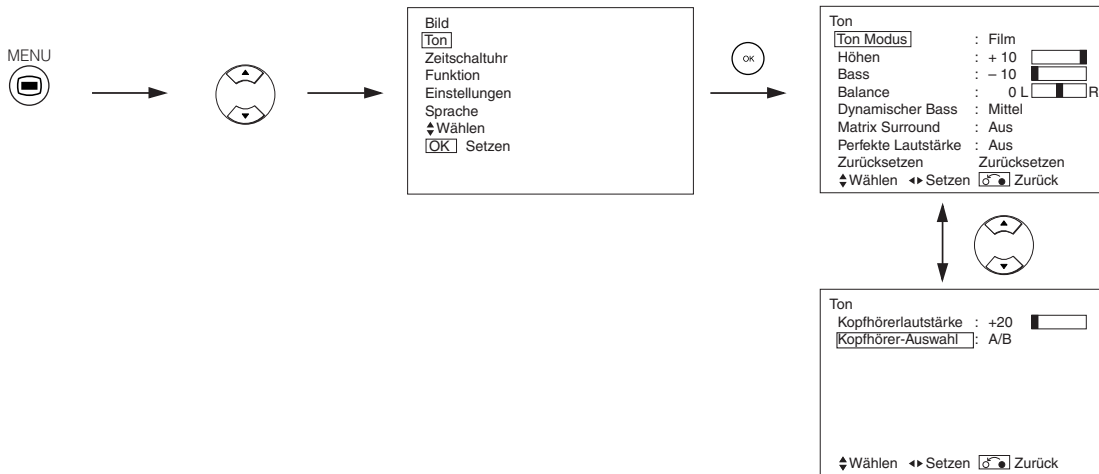 MENU
Bild
Ton
Zeitschaltuhr
Funktion
Einstellungen
Sprache
Wählen
OK Setzen
OK
Ton
Ton Modus : Film
Höhen : + 10
Bass : – 10
Balance : 0 L R
Dynamischer Bass : Mittel
Matrix Surround : Aus
Perfekte Lautstärke : Aus
Zurücksetzen Zurücksetzen
Wählen Setzen Zurück
Ton
Kopfhörerlautstärke : +20
Kopfhörer-Auswahl : A/B
Wählen Setzen Zurück